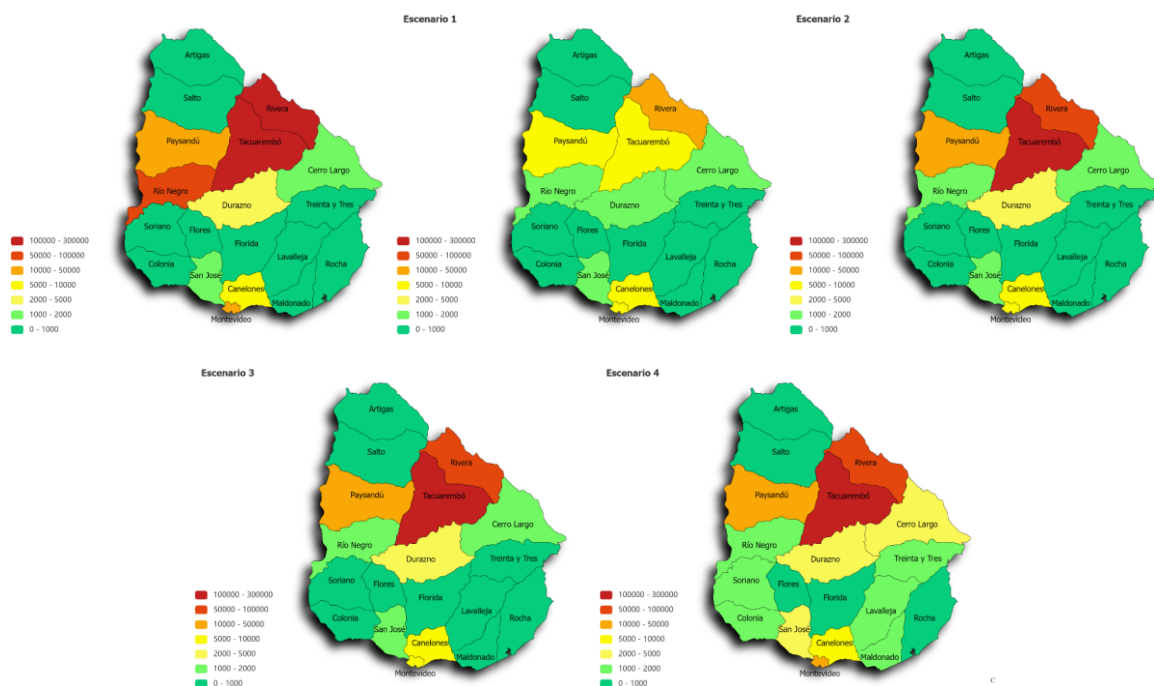 Escenario 1
Escenario 2
Artigas
Salto
Rivera
Paysandú
Tacuarembó
Cerro Largo
Río Negro
Durazno
Treinta y Tres
Soriano
Flores
Florida
Lavalleja
Colonia
San José
Rocha
Canelones
Maldonado
Montevideo
100000 - 300000
50000 - 100000
10000 - 50000
5000 - 10000
2000 - 5000
1000 - 2000
0 - 1000
Artigas
Salto
Rivera
Paysandú
Tacuarembó
Cerro Largo
Río Negro
Durazno
Treinta y Tres
Soriano
Flores
Florida
Lavalleja
Colonia
San José
Rocha
Canelones
Maldonado
Montevideo
100000 - 300000
50000 - 100000
10000 - 50000
5000 - 10000
2000 - 5000
1000 - 2000
0 - 1000
Artigas
Salto
Rivera
Paysandú
Tacuarembó
Cerro Largo
Río Negro
Durazno
Treinta y Tres
Soriano
Flores
Florida
Lavalleja
Colonia
San José
Rocha
Canelones
Maldonado
Montevideo
100000 - 300000
50000 - 100000
10000 - 50000
5000 - 10000
2000 - 5000
1000 - 2000
0 - 1000
Escenario 3
Escenario 4
Artigas
Salto
Rivera
Paysandú
Tacuarembó
Cerro Largo
Río Negro
Durazno
Treinta y Tres
Soriano
Flores
Florida
Lavalleja
Colonia
San José
Rocha
Canelones
Maldonado
Montevideo
100000 - 300000
50000 - 100000
10000 - 50000
5000 - 10000
2000 - 5000
1000 - 2000
0 - 1000
Artigas
Salto
Rivera
Paysandú
Tacuarembó
Cerro Largo
Río Negro
Durazno
Treinta y Tres
Soriano
Flores
Florida
Lavalleja
Colonia
San José
Rocha
Canelones
Maldonado
Montevideo
100000 - 300000
50000 - 100000
10000 - 50000
5000 - 10000
2000 - 5000
1000 - 2000
0 - 1000
c